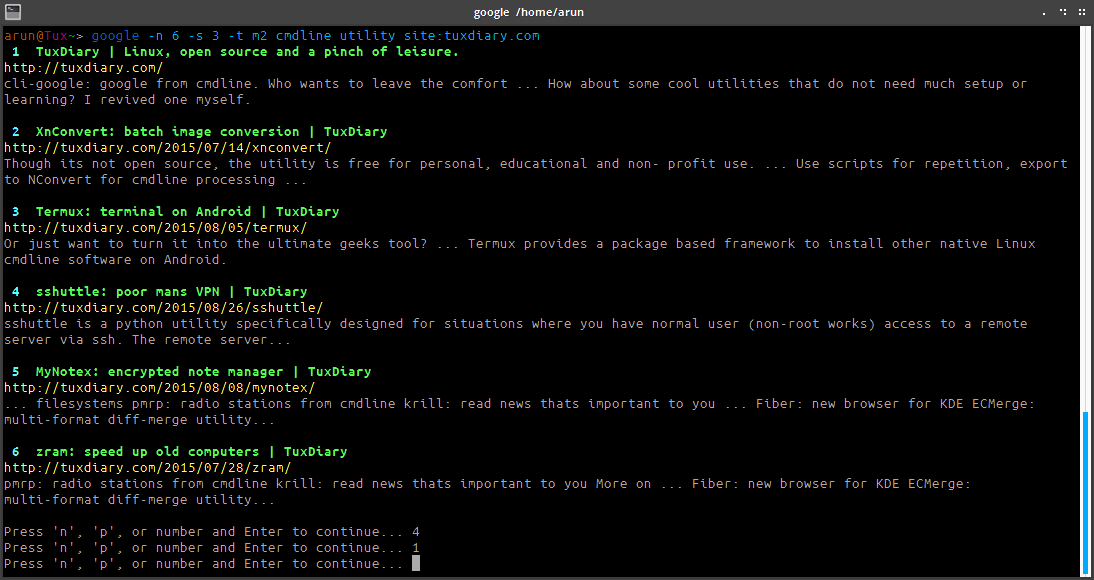 google /home/arun
arun@Tux~> google -n 6 -s 3 -t m2 cmdline utility site:tuxdiary.com
1 TuxDiary | Linux, open source and a pinch of leisure.
http://tuxdiary.com/
cli-google: google from cmdline. Who wants to leave the comfort ... How about some cool utilities that do not need much setup or
learning? I revived one myself.
2 XnConvert: batch image conversion | TuxDiary
http://tuxdiary.com/2015/07/14/xnconvert/
Though its not open source, the utility is free for personal, educational and non- profit use. ... Use scripts for repetition, export
to NConvert for cmdline processing ...
3 Termux: terminal on Android | TuxDiary
http://tuxdiary.com/2015/08/05/termux/
Or just want to turn it into the ultimate geeks tool? ... Termux provides a package based framework to install other native Linux
cmdline software on Android.
4 sshuttle: poor mans VPN | TuxDiary
http://tuxdiary.com/2015/08/26/sshuttle/
sshuttle is a python utility specifically designed for situations where you have normal user (non-root works) access to a remote
server via ssh. The remote server...
5 MyNotex: encrypted note manager | TuxDiary
http://tuxdiary.com/2015/08/08/mynotex/
... filesystems pmrp: radio stations from cmdline krill: read news thats important to you ... Fiber: new browser for KDE ECMerge:
multi-format diff-merge utility...
6 zram: speed up old computers | TuxDiary
http://tuxdiary.com/2015/07/28/zram/
pmrp: radio stations from cmdline krill: read news thats important to you More on ... Fiber: new browser for KDE ECMerge:
multi-format diff-merge utility...
Press 'n', 'p', or number and Enter to continue... 4
Press 'n', 'p', or number and Enter to continue... 1
Press 'n', 'p', or number and Enter to continue...